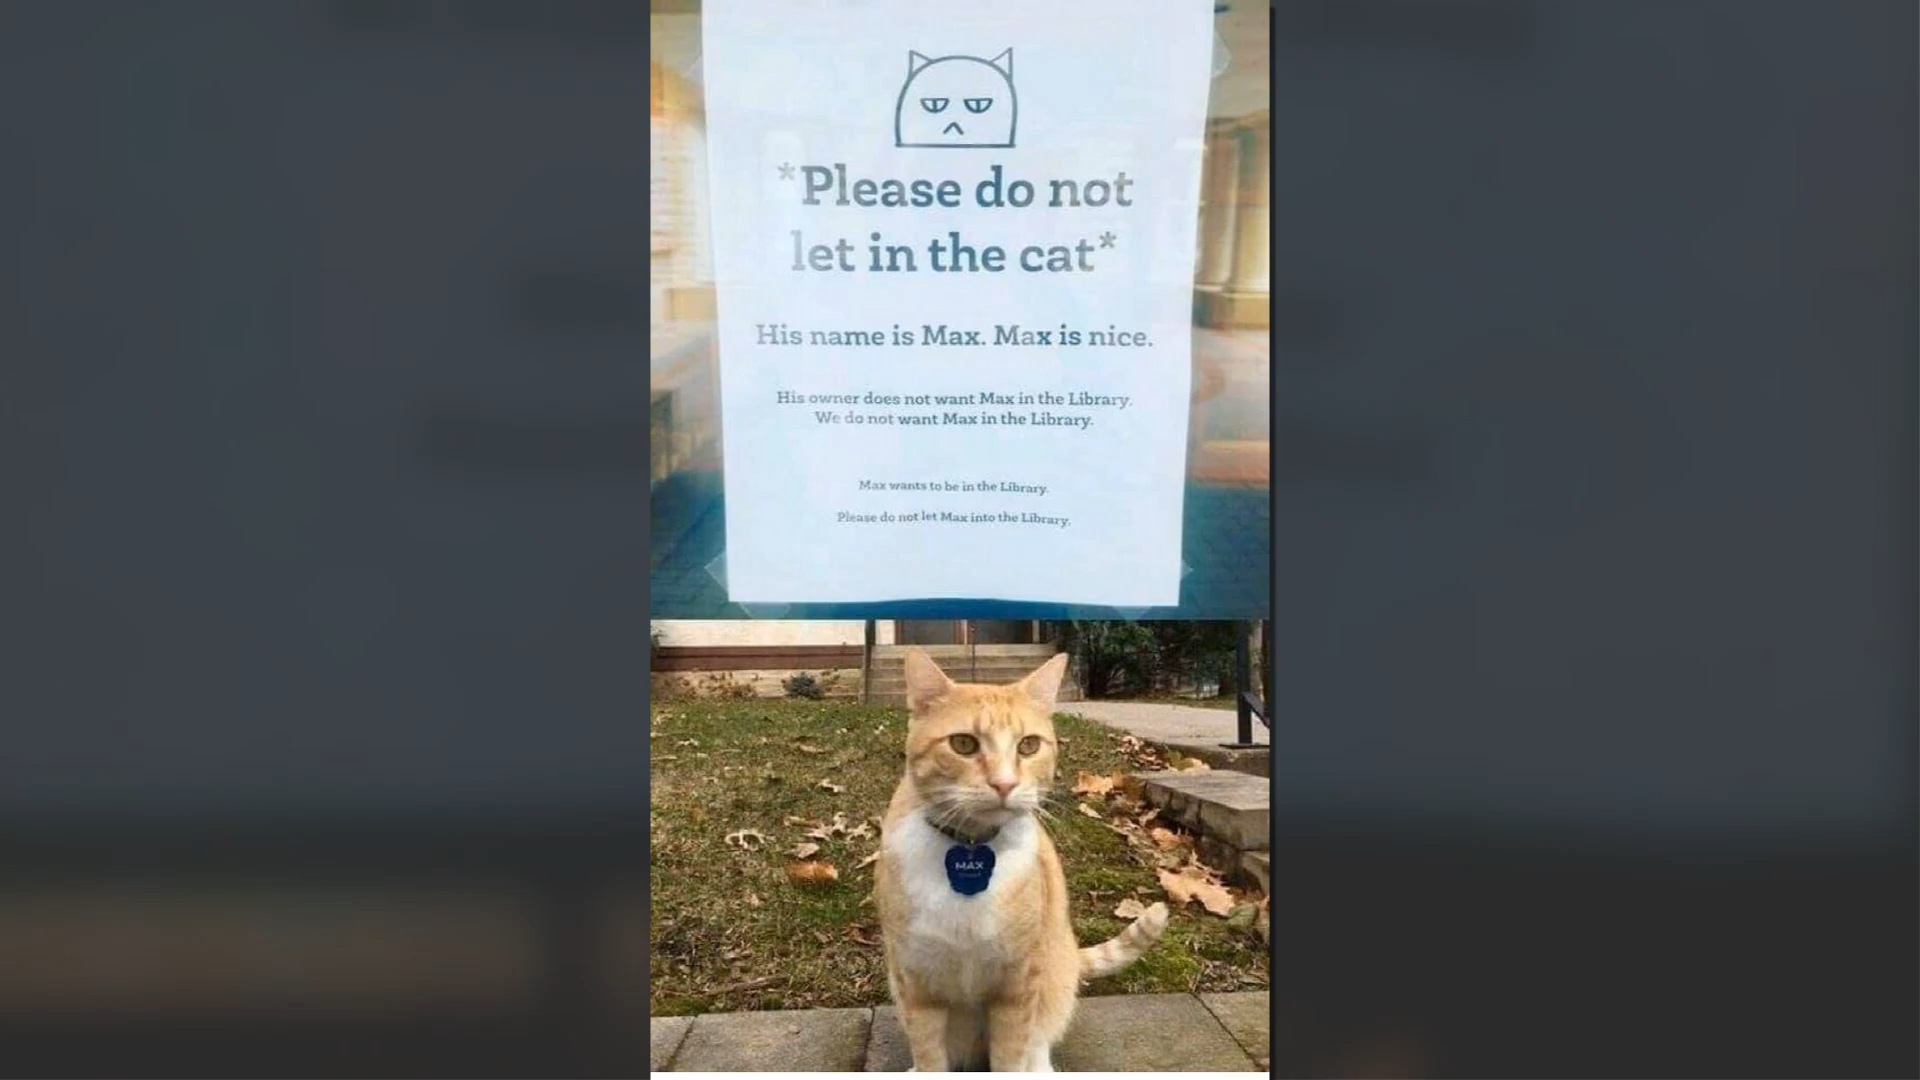 *Please do not
let in the cat*
His name is Max. Max is nice.
His owner does not want Max in the Library.
We do not want Max in the Library.
Max wants to be in the Library.
Please do not let Max into the Library.
MAX